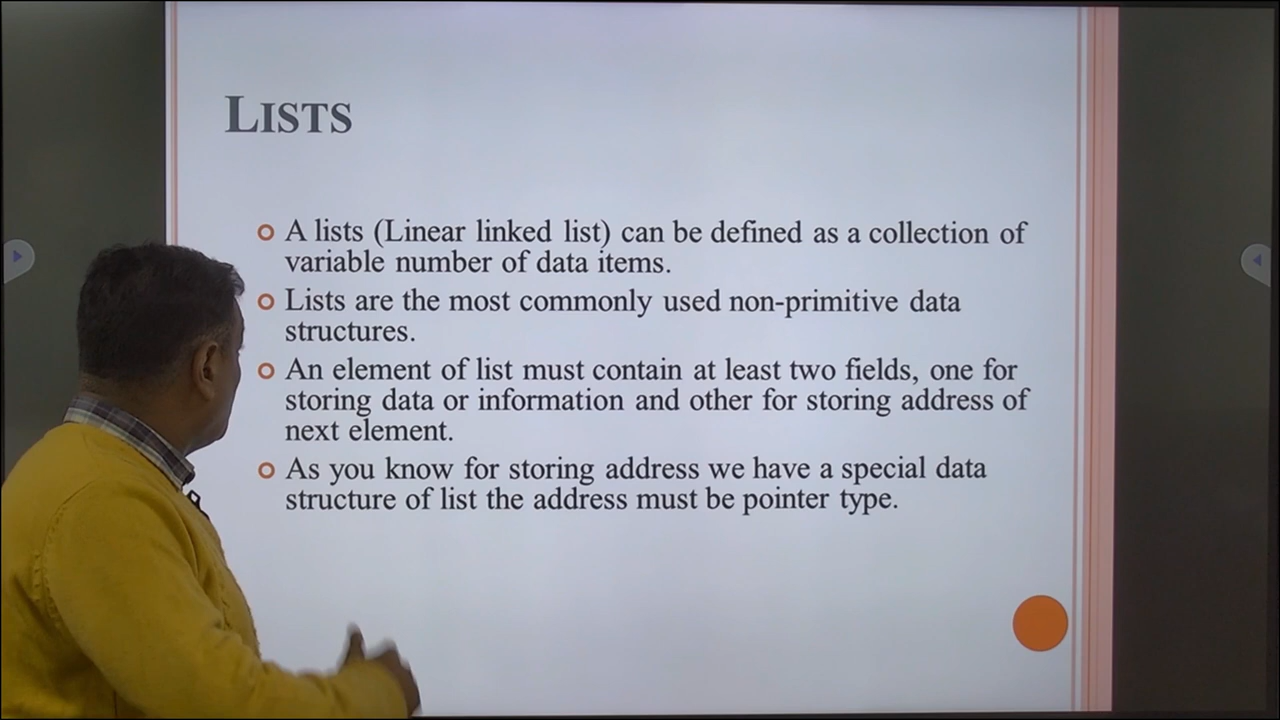 LISTS
A lists (Linear linked list) can be defined as a collection of
variable number of data items.
Lists are the most commonly used non-primitive data
structures.
An element of list must contain at least two fields, one for
storing data or information and other for storing address of
next element.
As you know for storing address we have a special data
structure of list the address must be pointer type.